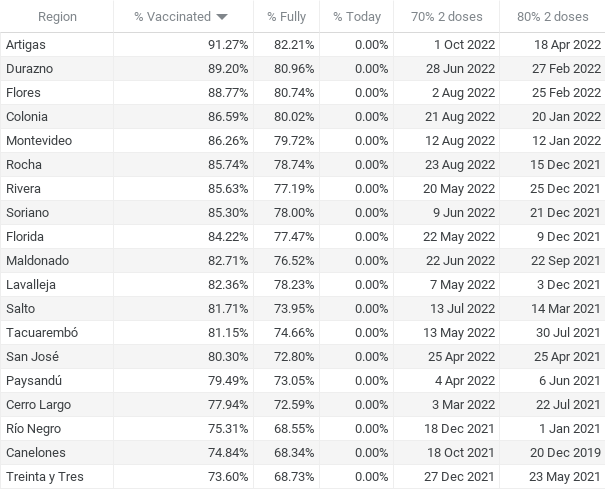 Region % Vaccinated % Fully % Today 70% 2 doses 80% 2 doses
Artigas 91.27% 82.21% 0.00% 1 Oct 2022 18 Apr 2022
Durazno 89.20% 80.96% 0.00% 28 Jun 2022 27 Feb 2022
Flores 88.77% 80.74% 0.00% 2 Aug 2022 25 Feb 2022
Colonia 86.59% 80.02% 0.00% 21 Aug 2022 20 Jan 2022
Montevideo 86.26% 79.72% 0.00% 12 Aug 2022 12 Jan 2022
Rocha 85.74% 78.74% 0.00% 23 Aug 2022 15 Dec 2021
Rivera 85.63% 77.19% 0.00% 20 May 2022 25 Dec 2021
Soriano 85.30% 78.00% 0.00% 9 Jun 2022 21 Dec 2021
Florida 84.22% 77.47% 0.00% 22 May 2022 9 Dec 2021
Maldonado 82.71% 76.52% 0.00% 22 Jun 2022 22 Sep 2021
Lavalleja 82.36% 78.23% 0.00% 7 May 2022 3 Dec 2021
Salto 81.71% 73.95% 0.00% 13 Jul 2022 14 Mar 2021
Tacuarembó 81.15% 74.66% 0.00% 13 May 2022 30 Jul 2021
San José 80.30% 72.80% 0.00% 25 Apr 2022 25 Apr 2021
Paysandú 79.49% 73.05% 0.00% 4 Apr 2022 6 Jun 2021
Cerro Largo 77.94% 72.59% 0.00% 3 Mar 2022 22 Jul 2021
Río Negro 75.31% 68.55% 0.00% 18 Dec 2021 1 Jan 2021
Canelones 74.84% 68.34% 0.00% 18 Oct 2021 20 Dec 2019
Treinta y Tres 73.60% 68.73% 0.00% 27 Dec 2021 23 May 2021